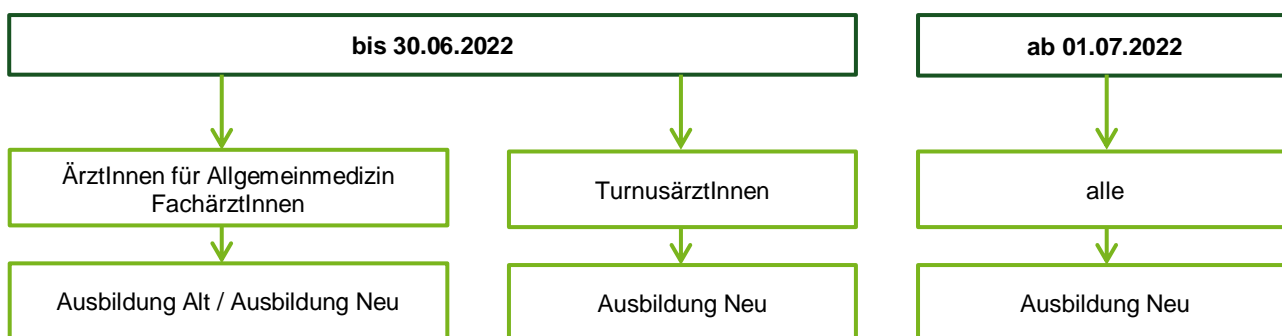 bis 30.06.2022
ab 01.07.2022
ÄrztInnen für Allgemeinmedizin
FachärztInnen
TurnusärztInnen
alle
Ausbildung Alt / Ausbildung Neu
Ausbildung Neu
Ausbildung Neu